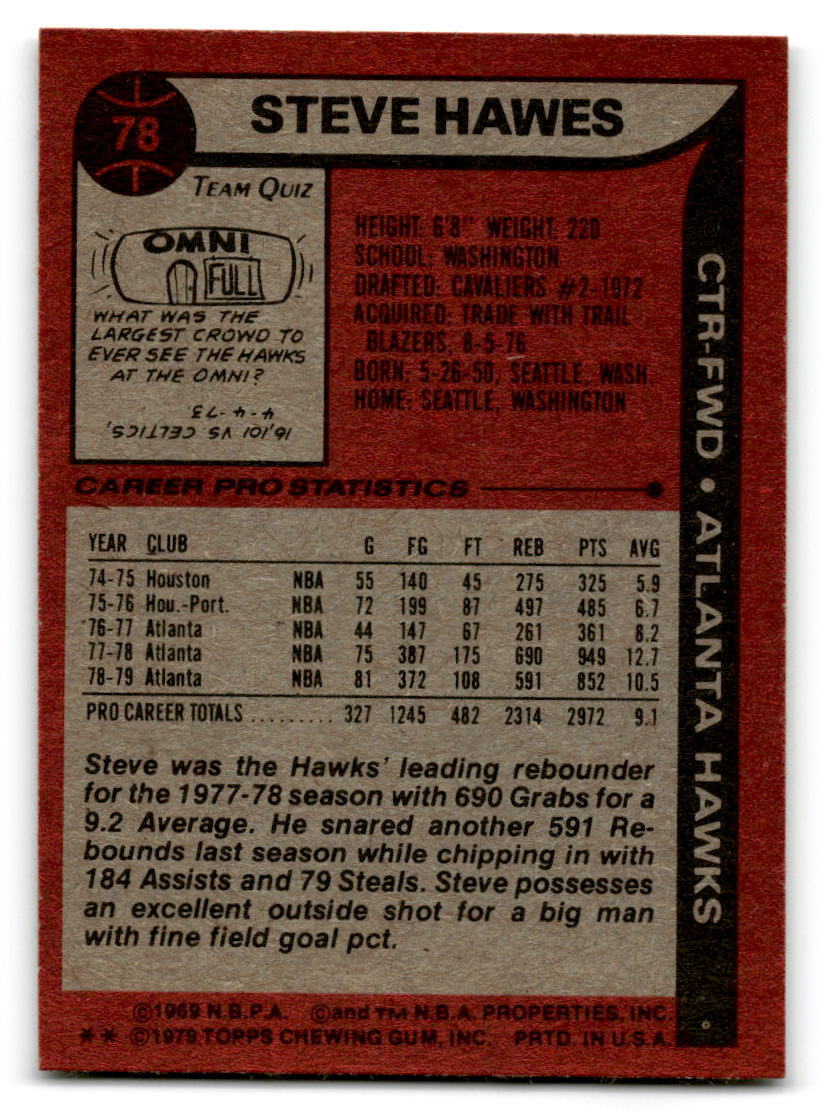 78
STEVE HAWES
TEAM QUIZ
OMNI
FULL
WHAT WAS THE
LARGEST CROWD TO
EVER SEE THE HAWKS
AT THE OMNI?
16,101 VS CELTICS,
4-4-73
HEIGHT: 6'8" WEIGHT: 220
SCHOOL: WASHINGTON
DRAFTED: CAVALIERS #2-1972
ACQUIRED: TRADE WITH TRAIL
BLAZERS, 8-5-76
BORN: 5-26-50, SEATTLE, WASH
HOME: SEATTLE, WASHINGTON
CTR-FWD • ATLANTA HAWKS
CAREER PRO STATISTICS
YEAR CLUB G FG FT REB PTS AVG
74-75 Houston NBA 55 140 45 275 325 5.9
75-76 Hou.-Port. NBA 72 199 87 497 485 6.7
76-77 Atlanta NBA 44 147 67 261 361 8.2
77-78 Atlanta NBA 75 387 175 690 949 12.7
78-79 Atlanta NBA 81 372 108 591 852 10.5
PRO CAREER TOTALS ......... 327 1245 482 2314 2972 9.1
Steve was the Hawks' leading rebounder
for the 1977-78 season with 690 Grabs for a
9.2 Average. He snared another 591 Re-
bounds last season while chipping in with
184 Assists and 79 Steals. Steve possesses
an excellent outside shot for a big man
with fine field goal pct.
©1969 N.B.P.A. ©and TM N.B.A. PROPERTIES, INC.
** ©1979 TOPPS CHEWING GUM, INC. PRTD. IN U.S.A.